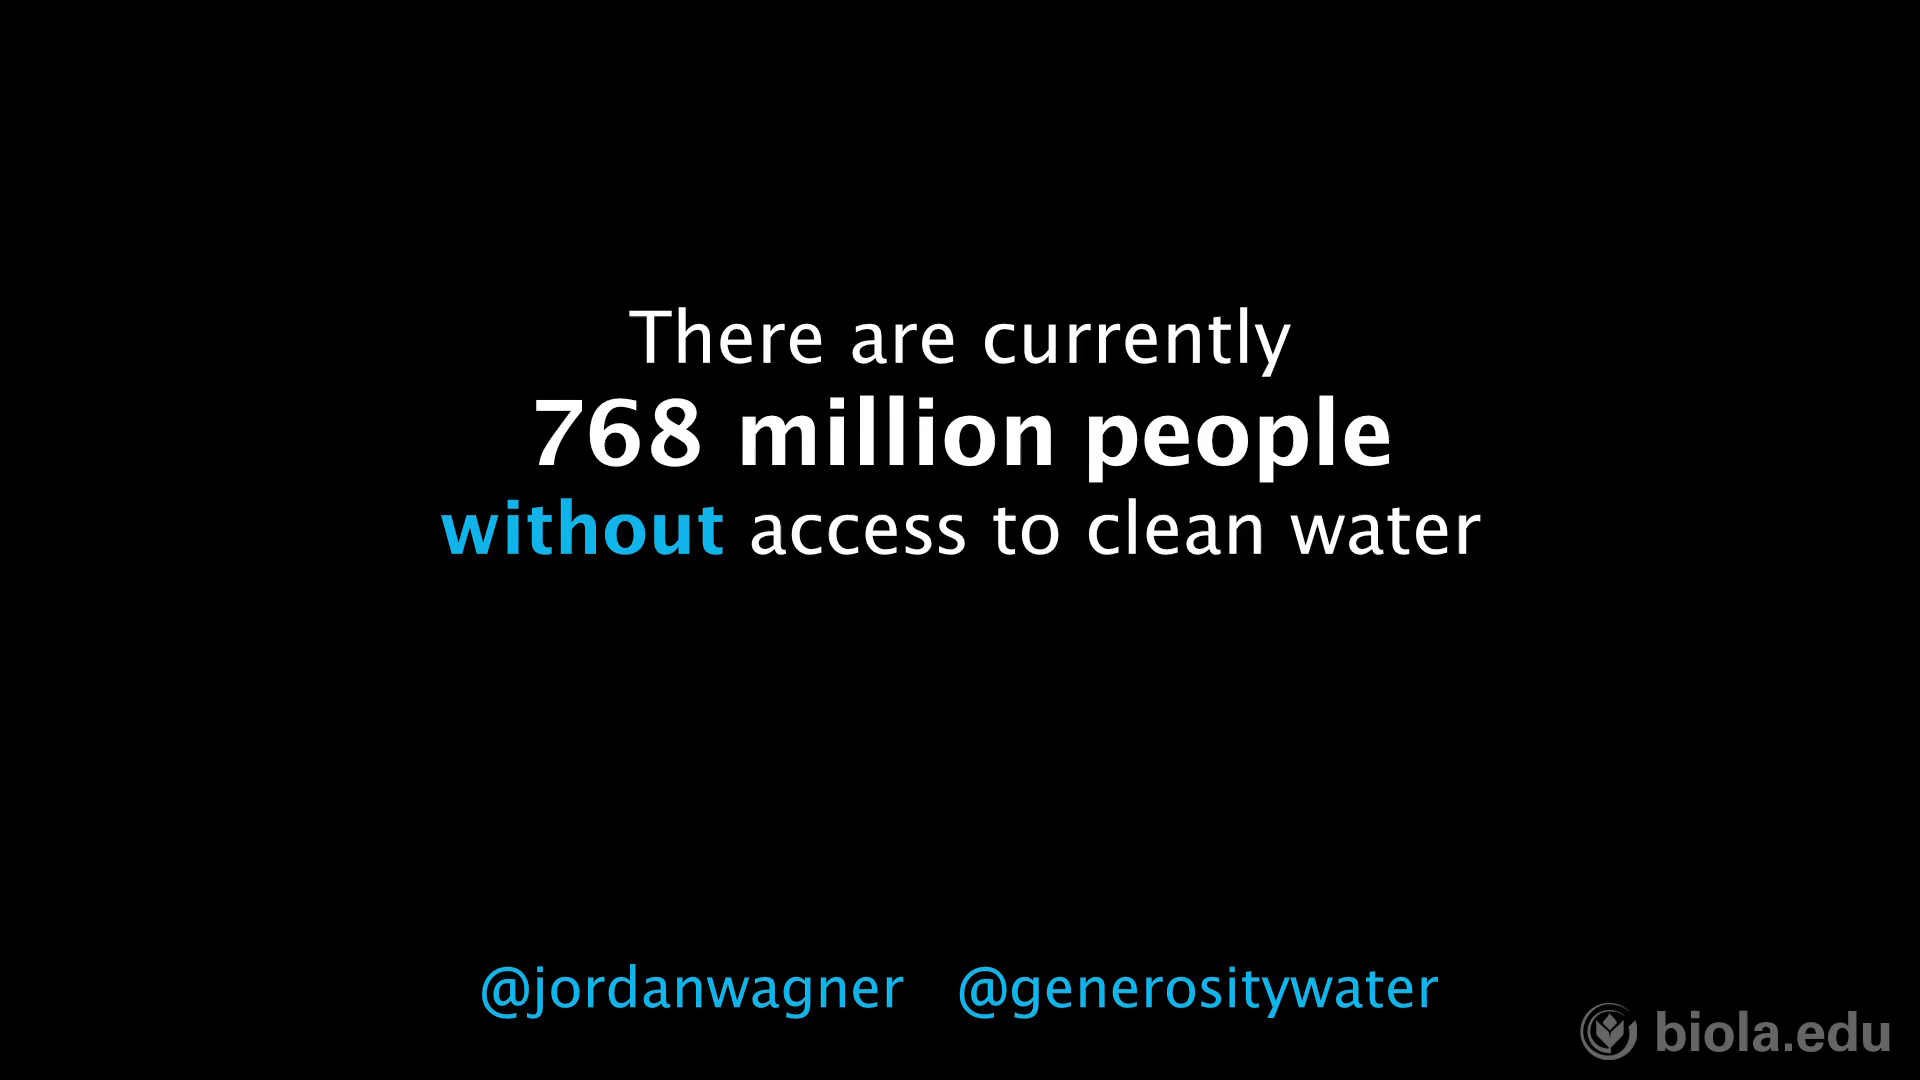 There are currently
768 million people
without access to clean water
@jordanwagner @generositywater
biola.edu